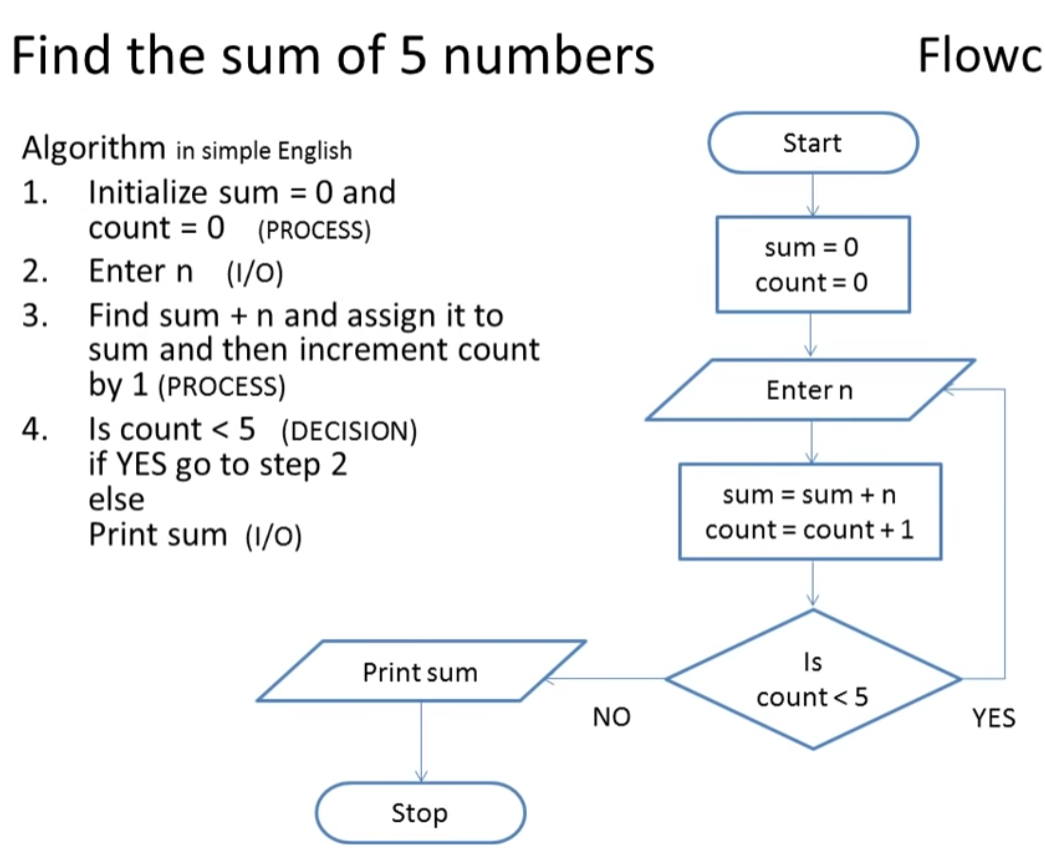 Find the sum of 5 numbers
Flowc
Algorithm in simple English
1. Initialize sum = 0 and
count = 0 (PROCESS)
2. Enter n (I/O)
3. Find sum + n and assign it to
sum and then increment count
by 1 (PROCESS)
4. Is count < 5 (DECISION)
if YES go to step 2
else
Print sum (I/O)
Start
sum = 0
count = 0
Enter n
sum = sum + n
count = count + 1
Is
count < 5
YES
NO
Print sum
Stop